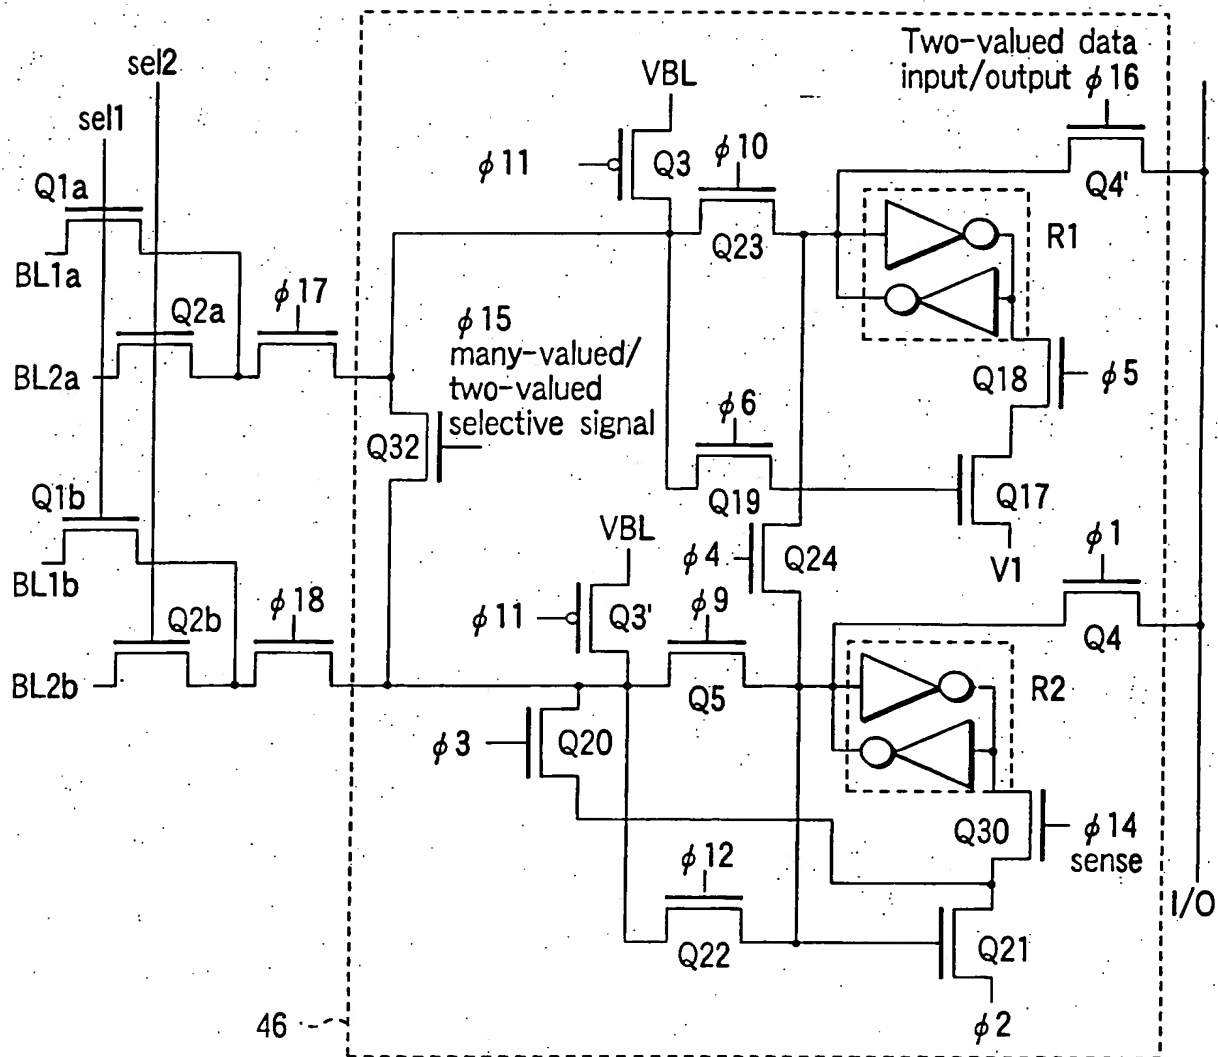 Two-valued data
input/output ϕ16
sel2
VBL
sel1
ϕ11
Q3
ϕ10
Q1a
Q4'
R1
Q23
BL1a
ϕ17
Q2a
ϕ15
many-valued/
two-valued
selective signal
BL2a
Q18
ϕ5
ϕ6
Q32
Q1b
Q19
Q17
VBL
ϕ4
Q24
V1
ϕ1
BL1b
ϕ18
Q2b
ϕ11
Q3'
ϕ9
Q4
BL2b
Q5
R2
ϕ3
Q20
Q30
ϕ14
sense
ϕ12
I/O
Q22
Q21
46
ϕ2